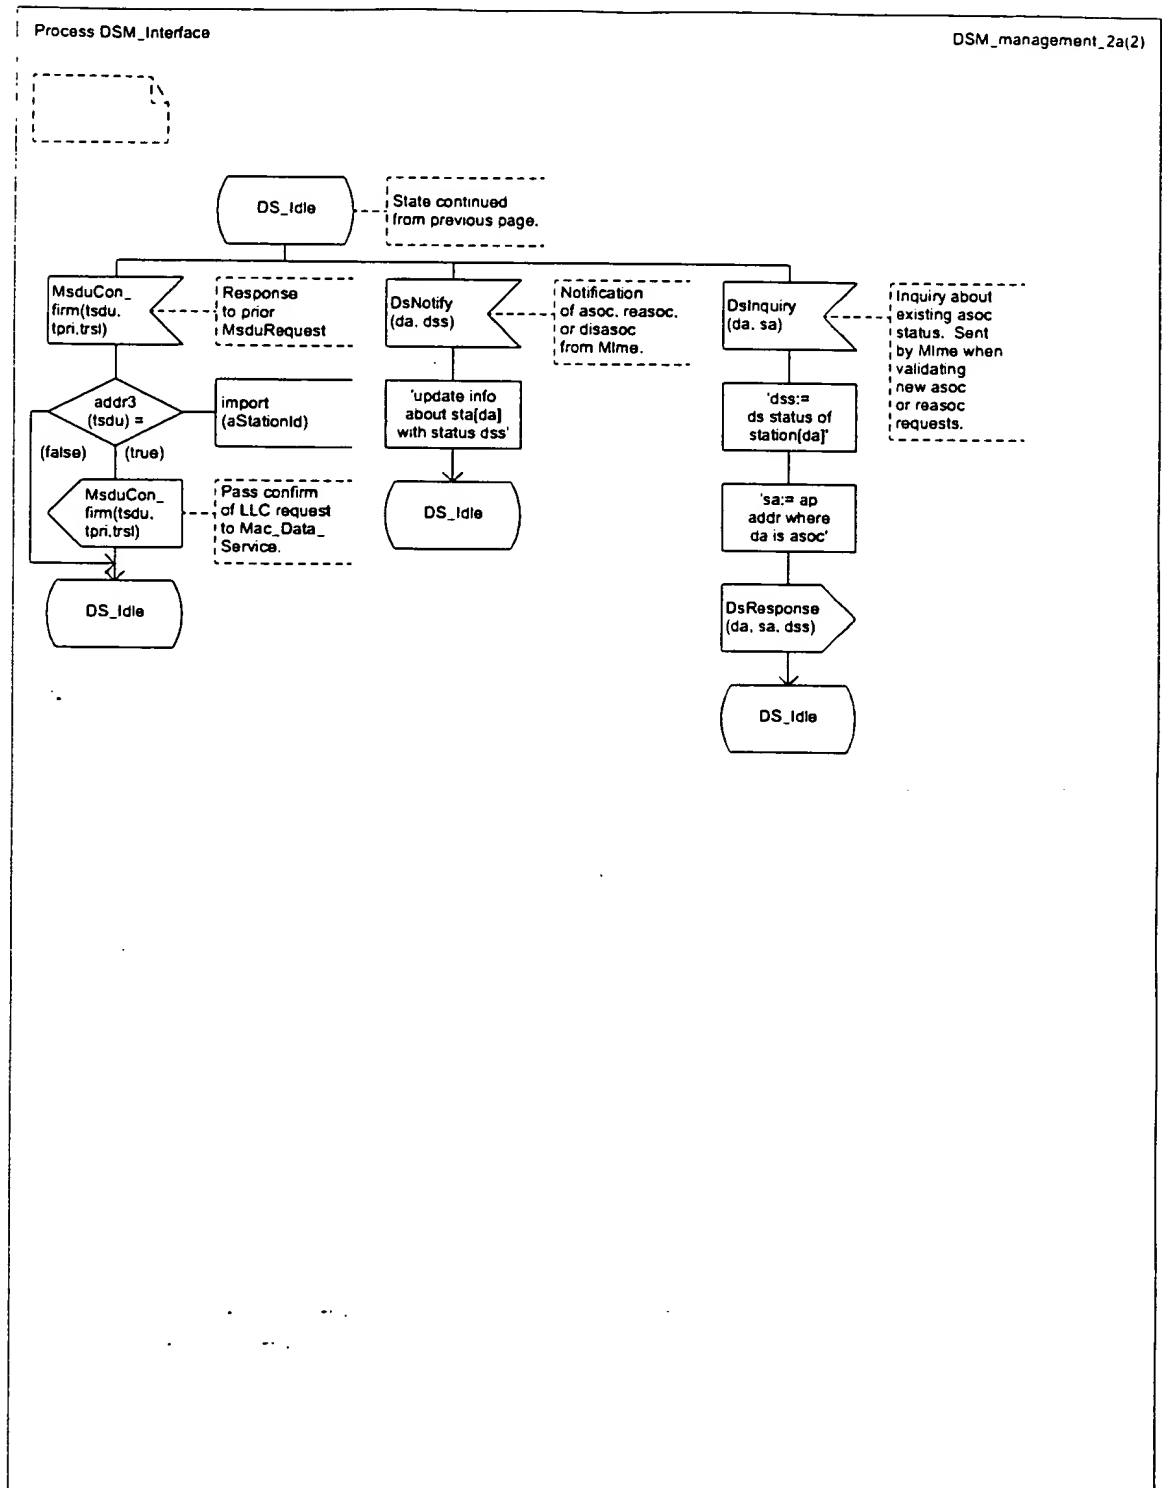 Process DSM_Interface
DSM_management_2a(2)
DS_Idle
State continued
from previous page.
MsduCon_
firm(tsdu,
tpri,trsl)
Response
to prior
MsduRequest
DsNotify
(da, dss)
Notification
of asoc, reasoc,
or disasoc
from Mlme.
DsInquiry
(da, sa)
Inquiry about
existing asoc
status. Sent
by Mlme when
validating
new asoc
or reasoc
requests.
addr3
(tsdu) =
import
(aStationId)
(false)
(true)
'update info
about sta[da]
with status dss'
'dss:=
ds status of
station[da]'
MsduCon_
firm(tsdu,
tpri,trsl)
Pass confirm
of LLC request
to Mac_Data_
Service.
DS_Idle
'sa:= ap
addr where
da is asoc'
DS_Idle
DsResponse
(da, sa, dss)
DS_Idle